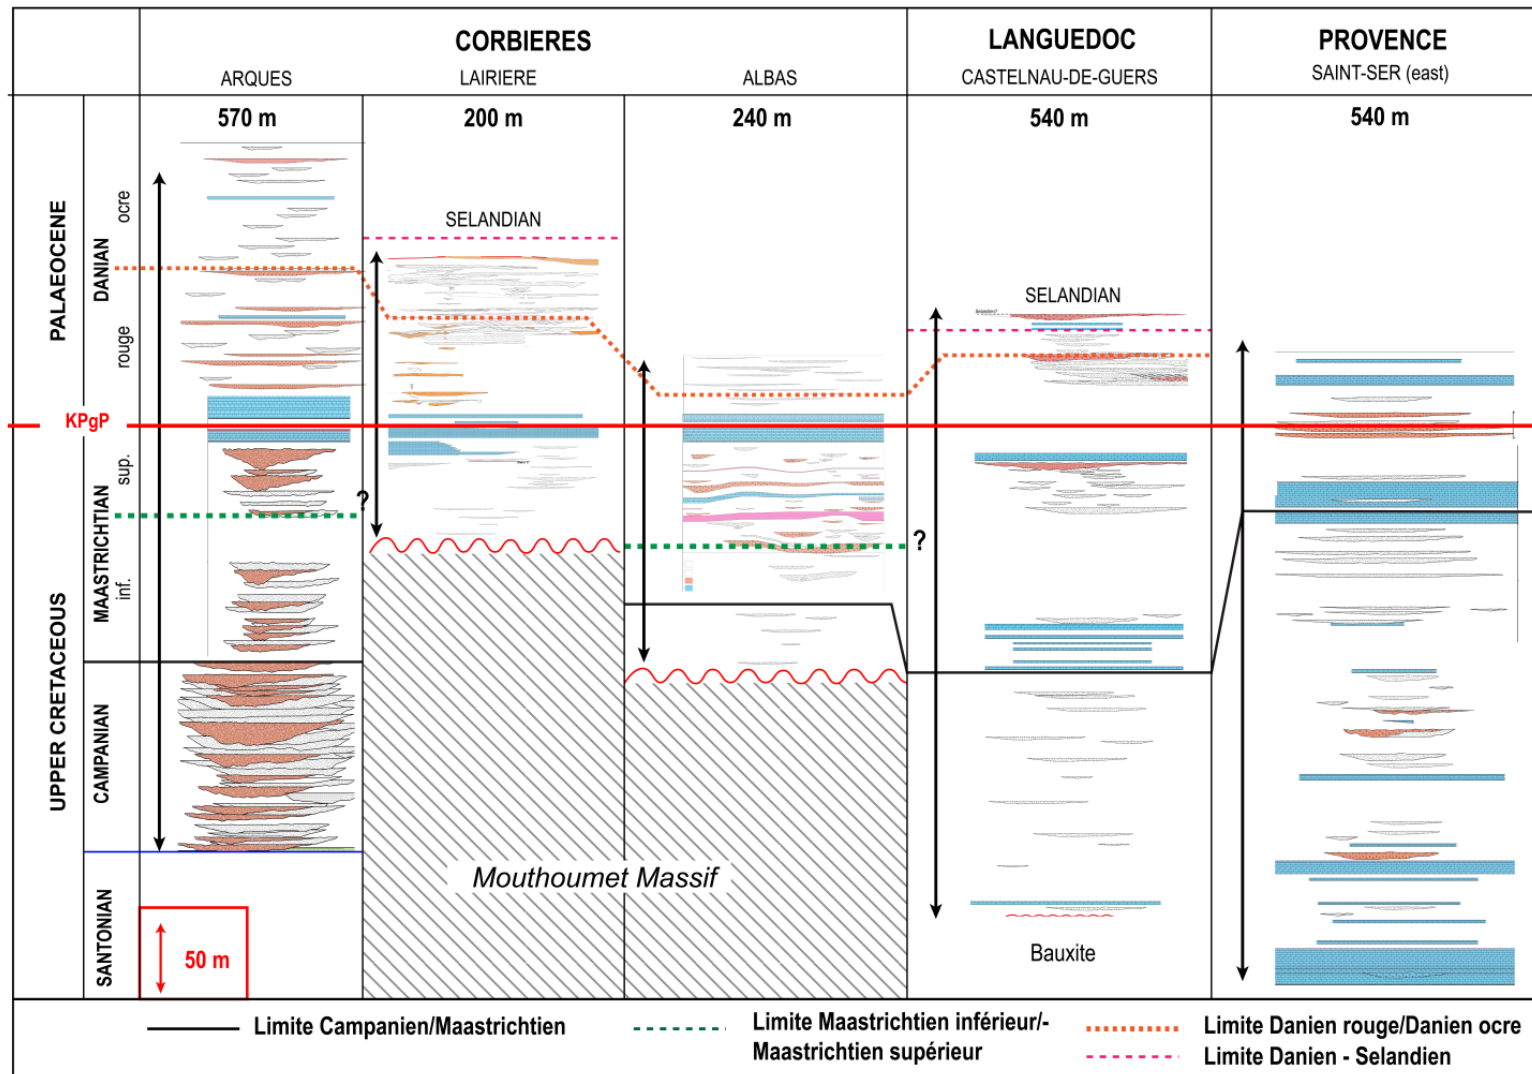 CORBIERES
LANGUEDOC
PROVENCE
ARQUES
LAIRIERE
ALBAS
CASTELNAU-DE-GUERS
SAINT-SER (east)
570 m
200 m
240 m
540 m
540 m
PALAEOCENE
DANIAN
ocre
rouge
SELANDIAN
SELANDIAN
Selandien?
KPgP
UPPER CRETACEOUS
MAASTRICHTIAN
sup.
inf.
?
?
CAMPANIAN
SANTONIAN
Mouthoumet Massif
Bauxite
50 m
Limite Campanien/Maastrichtien
Limite Maastrichtien inférieur/-
Maastrichtien supérieur
Limite Danien rouge/Danien ocre
Limite Danien - Selandien